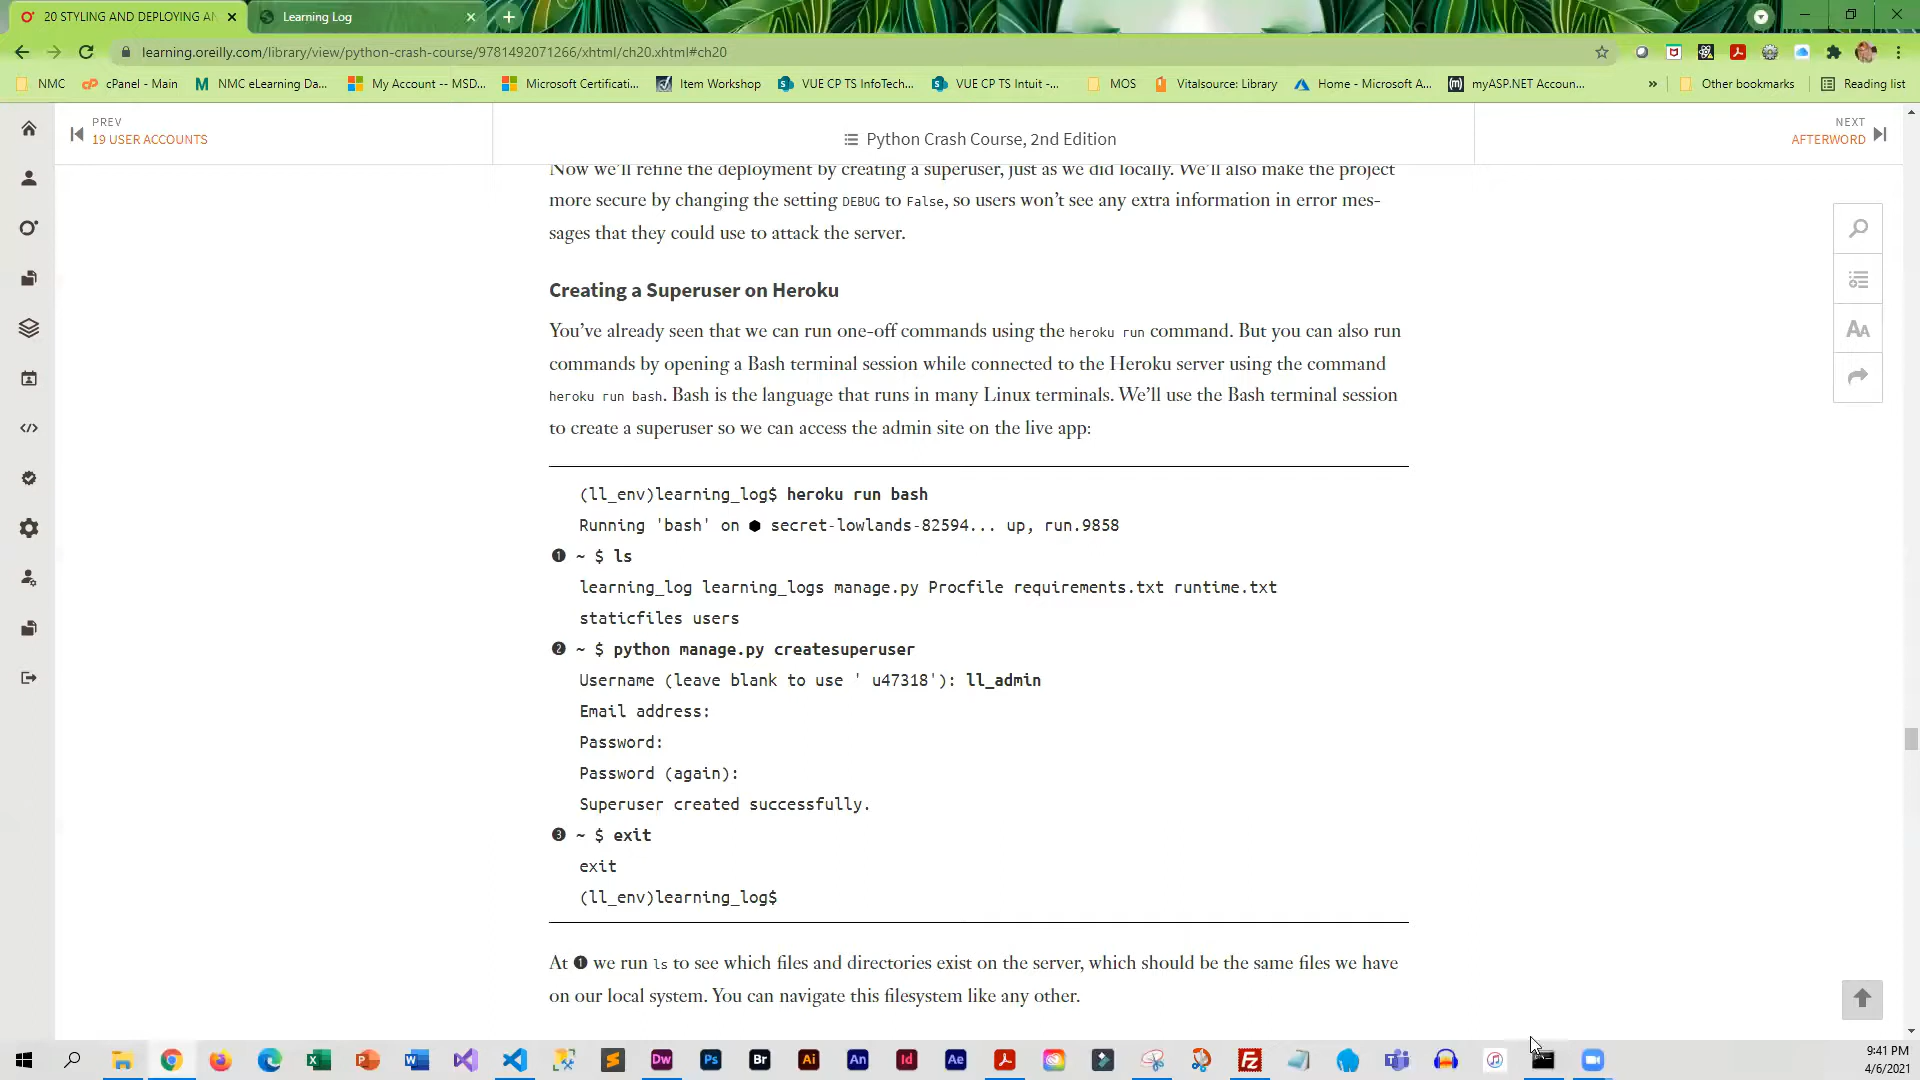 20 STYLING AND DEPLOYING AN
Learning Log
learning.oreilly.com/library/view/python-crash-course/9781492071266/xhtml/ch20.xhtml#ch20
NMC
cPanel - Main
NMC eLearning Da...
My Account -- MSD...
Microsoft Certificati...
Item Workshop
VUE CP TS InfoTech...
VUE CP TS Intuit -...
MOS
Vitalsource: Library
Home - Microsoft A...
myASP.NET Accoun...
»
Other bookmarks
Reading list
PREV
19 USER ACCOUNTS
Python Crash Course, 2nd Edition
NEXT
AFTERWORD
Now we’ll refine the deployment by creating a superuser, just as we did locally. We’ll also make the project
more secure by changing the setting DEBUG to False, so users won’t see any extra information in error mes-
sages that they could use to attack the server.
Creating a Superuser on Heroku
You’ve already seen that we can run one-off commands using the heroku run command. But you can also run
commands by opening a Bash terminal session while connected to the Heroku server using the command
heroku run bash. Bash is the language that runs in many Linux terminals. We’ll use the Bash terminal session
to create a superuser so we can access the admin site on the live app:
(ll_env)learning_log$ heroku run bash
Running 'bash' on ⬢ secret-lowlands-82594... up, run.9858
❶ ~ $ ls
learning_log learning_logs manage.py Procfile requirements.txt runtime.txt
staticfiles users
❷ ~ $ python manage.py createsuperuser
Username (leave blank to use ' u47318'): ll_admin
Email address:
Password:
Password (again):
Superuser created successfully.
❸ ~ $ exit
exit
(ll_env)learning_log$
At ❶ we run ls to see which files and directories exist on the server, which should be the same files we have
on our local system. You can navigate this filesystem like any other.
AA
Dw
Ps
Br
Ai
An
Id
Ae
Fz
9:41 PM
4/6/2021